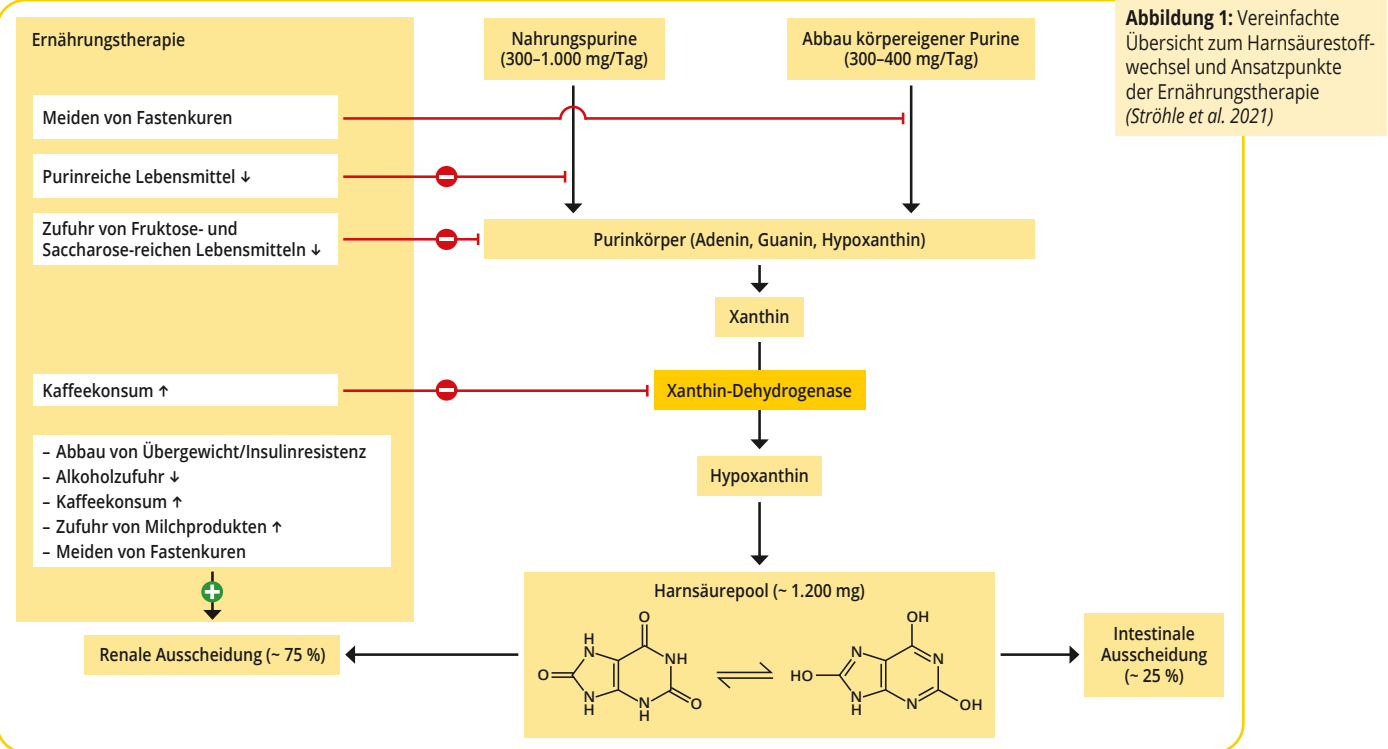 Abbildung 1: Vereinfachte
Übersicht zum Harnsäurestoff-
wechsel und Ansatzpunkte
der Ernährungstherapie
(Ströhle et al. 2021)
Ernährungstherapie
Nahrungspurine
(300–1.000 mg/Tag)
Abbau körpereigener Purine
(300–400 mg/Tag)
Meiden von Fastenkuren
Purinreiche Lebensmittel ↓
Zufuhr von Fruktose- und
Saccharose-reichen Lebensmitteln ↓
Purinkörper (Adenin, Guanin, Hypoxanthin)
Xanthin
Kaffeekonsum ↑
Xanthin-Dehydrogenase
– Abbau von Übergewicht/Insulinresistenz
– Alkoholzufuhr ↓
– Kaffeekonsum ↑
– Zufuhr von Milchprodukten ↑
– Meiden von Fastenkuren
Hypoxanthin
Harnsäurepool (~ 1.200 mg)
Renale Ausscheidung (~ 75 %)
O
H
N
NH
O
N
H
N
H
O
OH
N
N
HO
N
H
N
OH
Intestinale
Ausscheidung
(~ 25 %)